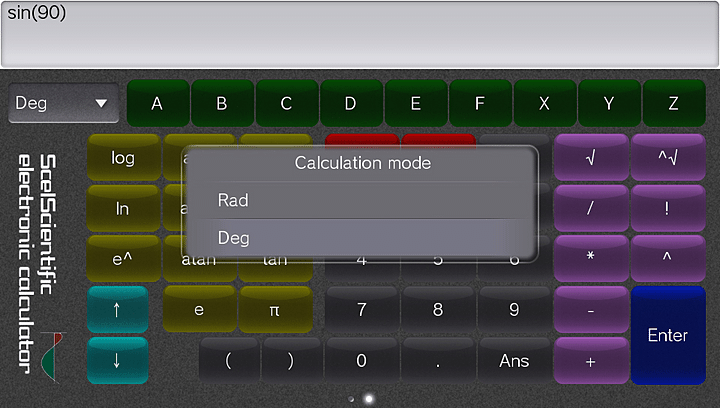 sin(90)
Deg
A B C D E F X Y Z
log
√ ^√
Calculation mode
Rad
Deg
ln
/ !
e^ atan tan 4 5 6 * ^
↑ e π 7 8 9 -
Enter
↓ ( ) 0 . Ans +
ScelScientific
electronic calculator